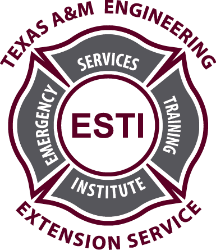 TEXAS A&M ENGINEERING
EMERGENCY
SERVICES
TRAINING
INSTITUTE
ESTI
EXTENSION SERVICE